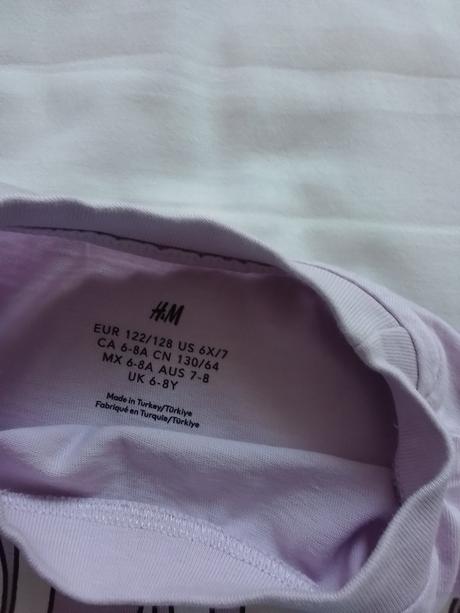 H&M
EUR 122/128 US 6X/7
CA 6-8A CN 130/64
MX 6-8A AUS 7-8
UK 6-8Y
Made in Turkey/Türkiye
Fabriqué en Turquie/Türkiye